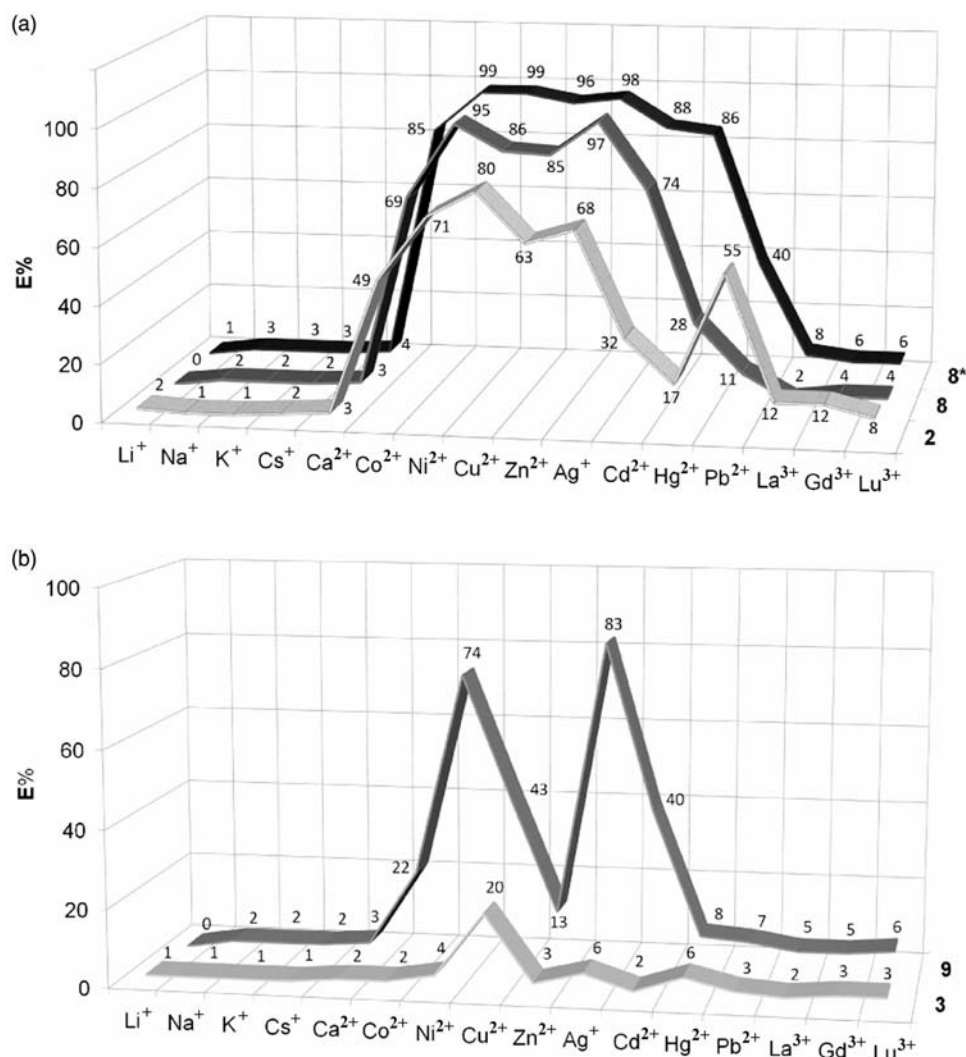 (a)
E%
100
80
60
40
20
0
99 99 96 98 88 86
85 95 86 85 97 74
69 71 80 63 68 55 40
49 32 28
17 11
1 3 3 3 4 8 6 6
0 2 2 2 3 2 4 4
2 1 1 2 3 12 12 8
8*
8
2
Li⁺ Na⁺ K⁺ Cs⁺ Ca²⁺ Co²⁺ Ni²⁺ Cu²⁺ Zn²⁺ Ag⁺ Cd²⁺ Hg²⁺ Pb²⁺ La³⁺ Gd³⁺ Lu³⁺
(b)
E%
100
80
60
40
20
0
74 83
43 40
22 20 13
0 2 2 2 3 8 7 5 5 6
1 1 1 1 2 2 4 3 6 2 6 3 2 3 3
9
3
Li⁺ Na⁺ K⁺ Cs⁺ Ca²⁺ Co²⁺ Ni²⁺ Cu²⁺ Zn²⁺ Ag⁺ Cd²⁺ Hg²⁺ Pb²⁺ La³⁺ Gd³⁺ Lu³⁺